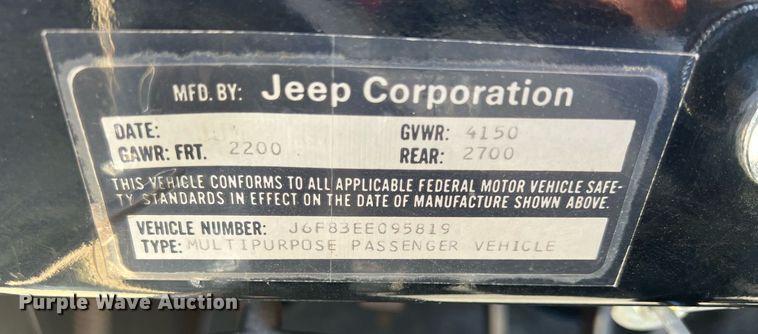 MFD. BY: Jeep Corporation
DATE: GVWR: 4150
GAWR: FRT. 2200 REAR: 2700
THIS VEHICLE CONFORMS TO ALL APPLICABLE FEDERAL MOTOR VEHICLE SAFE-
TY STANDARDS IN EFFECT ON THE DATE OF MANUFACTURE SHOWN ABOVE.
VEHICLE NUMBER: J6F83EE095819
TYPE: MULTIPURPOSE PASSENGER VEHICLE
Purple Wave Auction